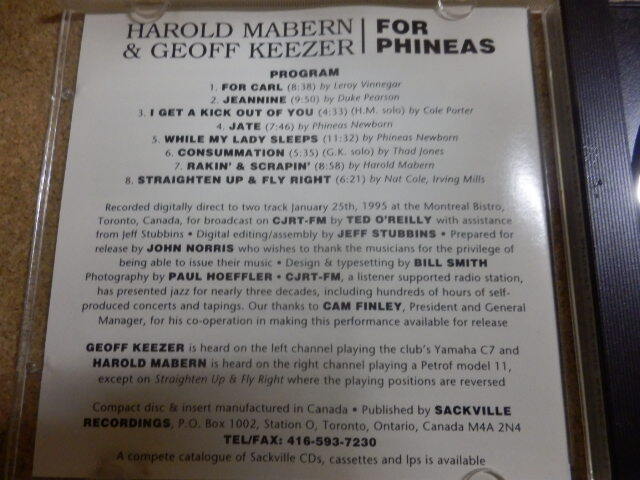 HAROLD MABERN
& GEOFF KEEZER
FOR
PHINEAS
PROGRAM
1. FOR CARL (8:38) by Leroy Vinnegar
2. JEANNINE (9:50) by Duke Pearson
3. I GET A KICK OUT OF YOU (4:33) (H.M. solo) by Cole Porter
4. JATE (7:46) by Phineas Newborn
5. WHILE MY LADY SLEEPS (11:32) by Phineas Newborn
6. CONSUMMATION (5:35) (G.K. solo) by Thad Jones
7. RAKIN' & SCRAPIN' (8:58) by Harold Mabern
8. STRAIGHTEN UP & FLY RIGHT (6:21) by Nat Cole, Irving Mills
Recorded digitally direct to two track January 25th, 1995 at the Montreal Bistro,
Toronto, Canada, for broadcast on CJRT-FM by TED O'REILLY with assistance
from Jeff Stubbins • Digital editing/assembly by JEFF STUBBINS • Prepared for
release by JOHN NORRIS who wishes to thank the musicians for the privilege of
being able to issue their music • Design & typesetting by BILL SMITH
Photography by PAUL HOEFFLER • CJRT-FM, a listener supported radio station,
has presented jazz for nearly three decades, including hundreds of hours of self-
produced concerts and tapings. Our thanks to CAM FINLEY, President and General
Manager, for his co-operation in making this performance available for release
GEOFF KEEZER is heard on the left channel playing the club's Yamaha C7 and
HAROLD MABERN is heard on the right channel playing a Petrof model 11,
except on Straighten Up & Fly Right where the playing positions are reversed
Compact disc & insert manufactured in Canada • Published by SACKVILLE
RECORDINGS, P.O. Box 1002, Station O, Toronto, Ontario, Canada M4A 2N4
TEL/FAX: 416-593-7230
A compete catalogue of Sackville CDs, cassettes and lps is available